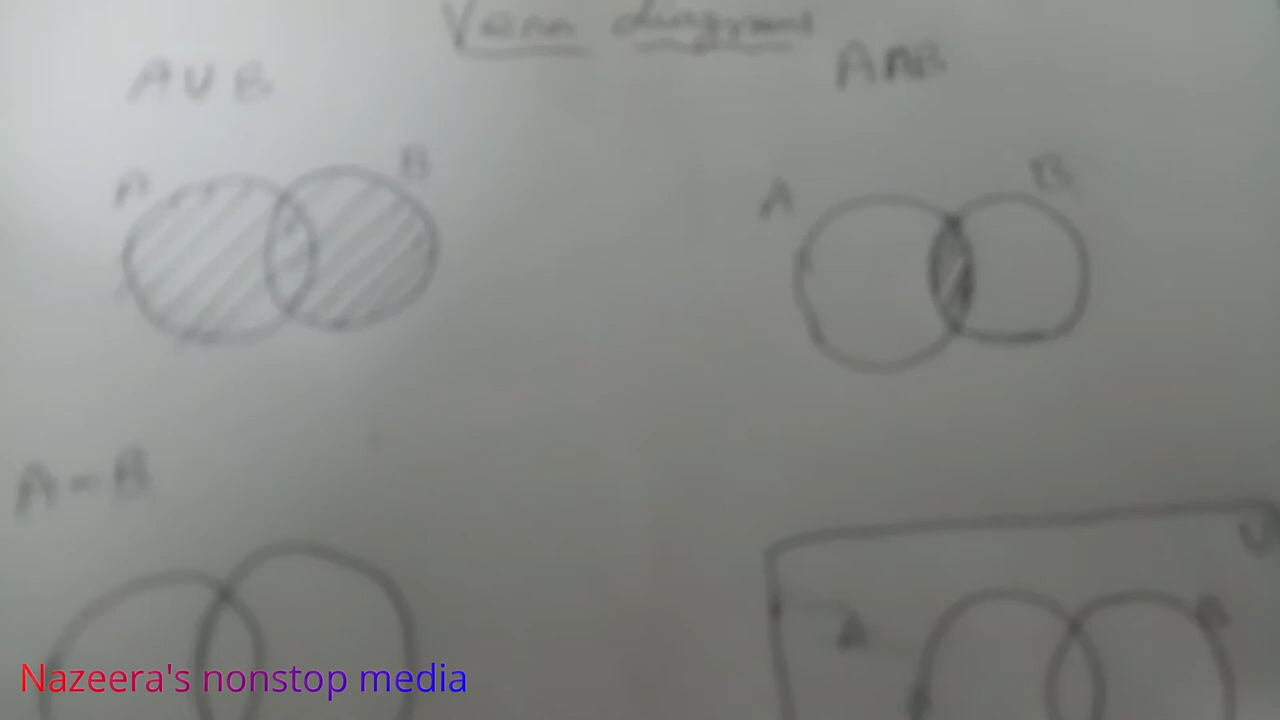 Venn diagrams
A ∪ B
A ∩ B
A
B
A
B
A - B
U
A
B
Nazeera's nonstop media